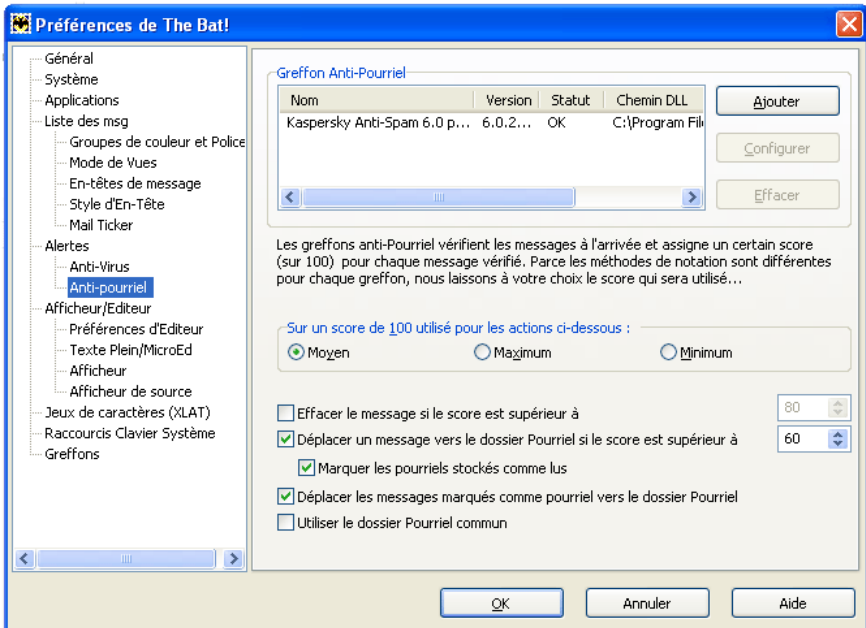 Préférences de The Bat!
Général
Système
Applications
Liste des msg
Groupes de couleur et Police
Mode de Vues
En-têtes de message
Style d'En-Tête
Mail Ticker
Alertes
Anti-Virus
Anti-pourriel
Afficheur/Editeur
Préférences d'Editeur
Texte Plein/MicroEd
Afficheur
Afficheur de source
Jeux de caractères (XLAT)
Raccourcis Clavier Système
Greffons
Greffon Anti-Pourriel
Nom Version Statut Chemin DLL
Kaspersky Anti-Spam 6.0 p... 6.0.2... OK C:\Program Fil
Ajouter
Configurer
Effacer
Les greffons anti-Pourriel vérifient les messages à l'arrivée et assigne un certain score
(sur 100) pour chaque message vérifié. Parce les méthodes de notation sont différentes
pour chaque greffon, nous laissons à votre choix le score qui sera utilisé...
Sur un score de 100 utilisé pour les actions ci-dessous :
Moyen Maximum Minimum
Effacer le message si le score est supérieur à 80
Déplacer un message vers le dossier Pourriel si le score est supérieur à 60
Marquer les pourriels stockés comme lus
Déplacer les messages marqués comme pourriel vers le dossier Pourriel
Utiliser le dossier Pourriel commun
OK Annuler Aide